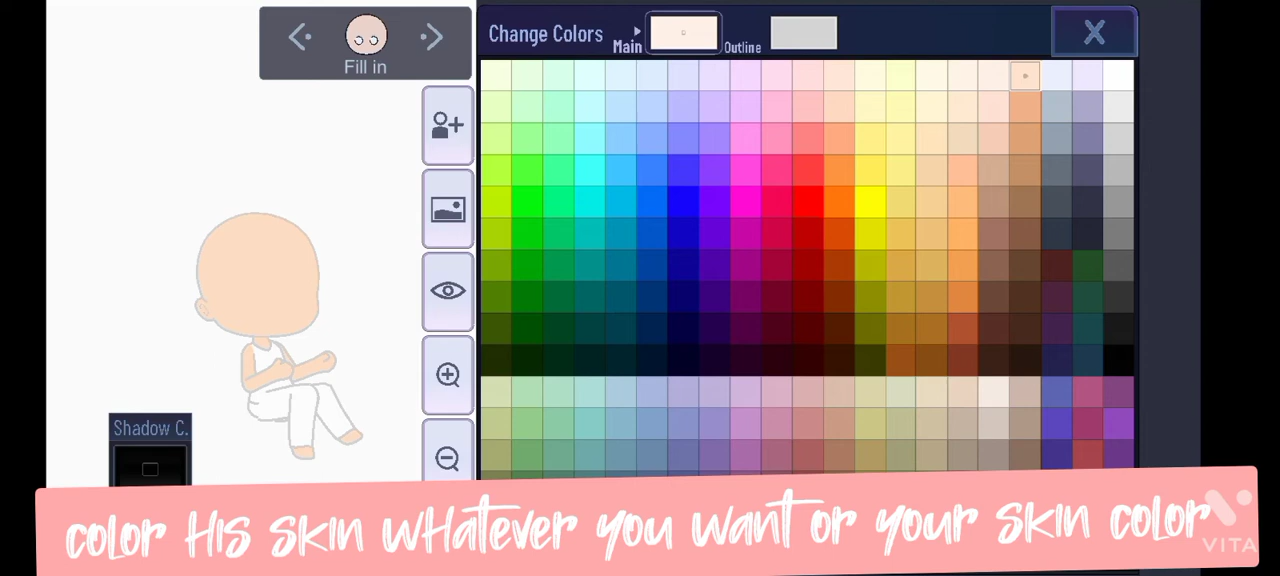 Change Colors
Main
Outline
X
Fill in
Shadow C.
color His skin wHatever you want or your skin color
VITA